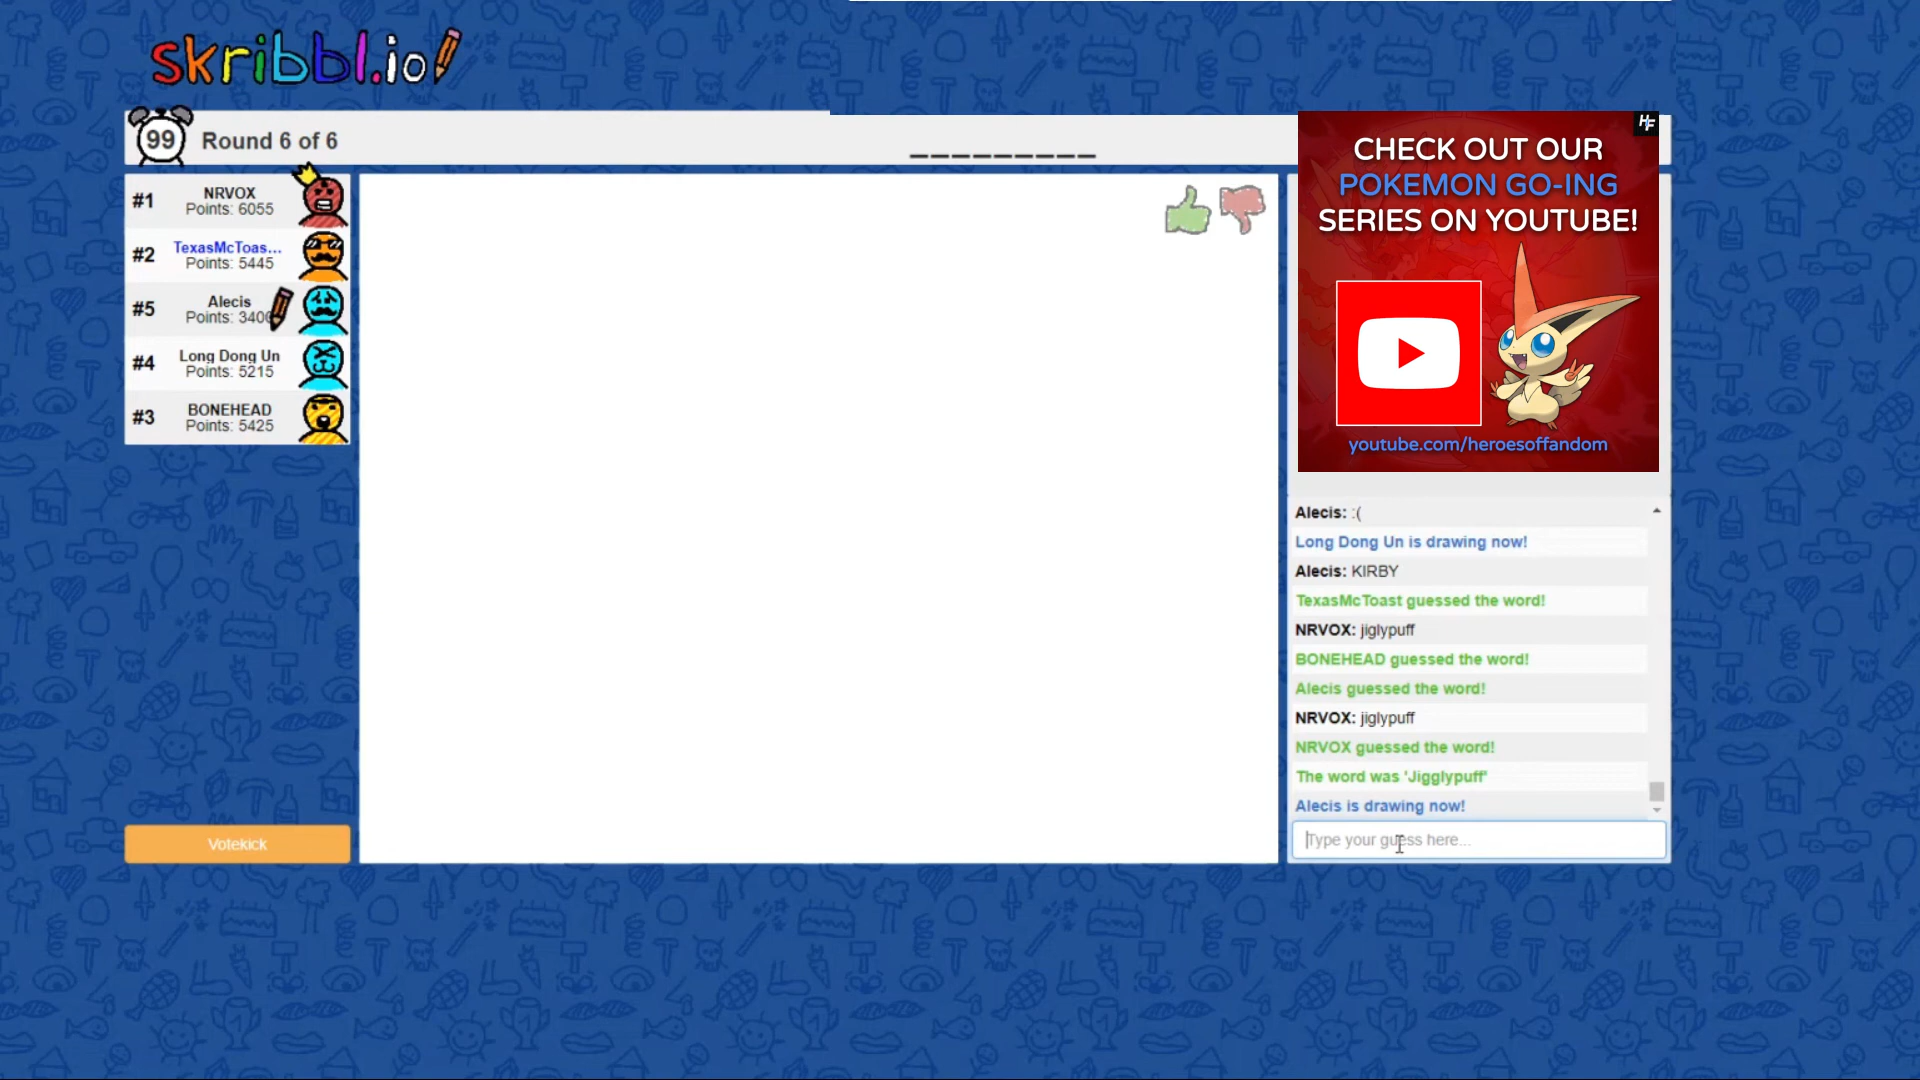 skribbl.io
99
Round 6 of 6
_________
#1
NRVOX
Points: 6055
#2
TexasMcToas...
Points: 5445
#5
Alecis
Points: 3400
#4
Long Dong Un
Points: 5215
#3
BONEHEAD
Points: 5425
Votekick
HF
CHECK OUT OUR
POKEMON GO-ING
SERIES ON YOUTUBE!
youtube.com/heroesoffandom
Alecis: :(
Long Dong Un is drawing now!
Alecis: KIRBY
TexasMcToast guessed the word!
NRVOX: jiglypuff
BONEHEAD guessed the word!
Alecis guessed the word!
NRVOX: jiglypuff
NRVOX guessed the word!
The word was 'Jigglypuff'
Alecis is drawing now!
Type your guess here...